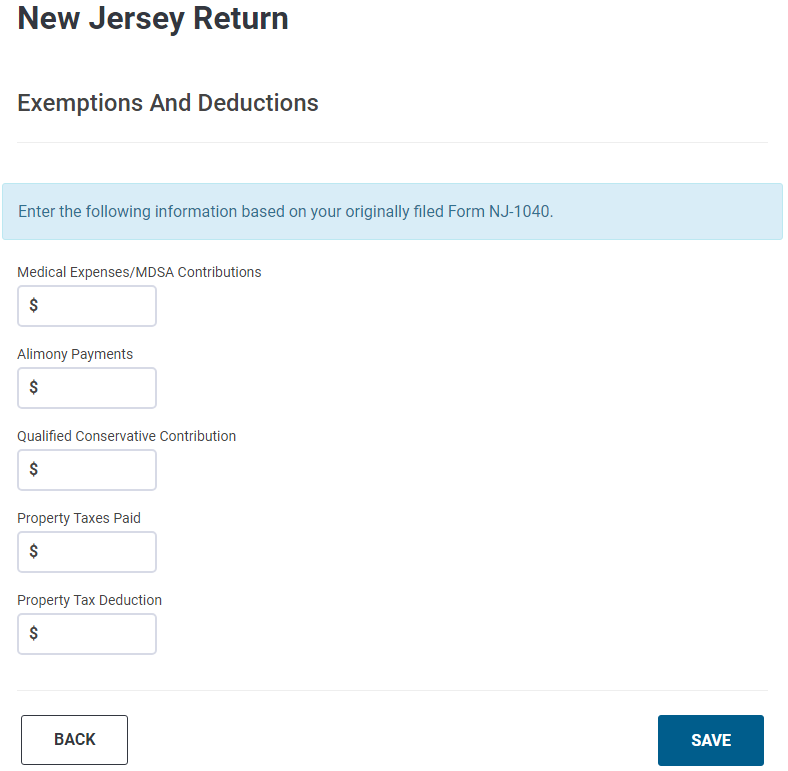 New Jersey Return
Exemptions And Deductions
Enter the following information based on your originally filed Form NJ-1040.
Medical Expenses/MDSA Contributions
$
Alimony Payments
$
Qualified Conservative Contribution
$
Property Taxes Paid
$
Property Tax Deduction
$
BACK
SAVE